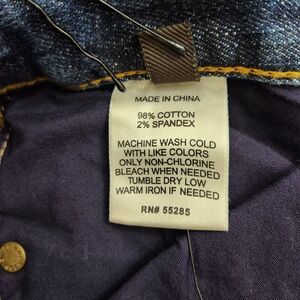 MADE IN CHINA
98% COTTON
2% SPANDEX
MACHINE WASH COLD
WITH LIKE COLORS
ONLY NON-CHLORINE
BLEACH WHEN NEEDED
TUMBLE DRY LOW
WARM IRON IF NEEDED
RN# 55285